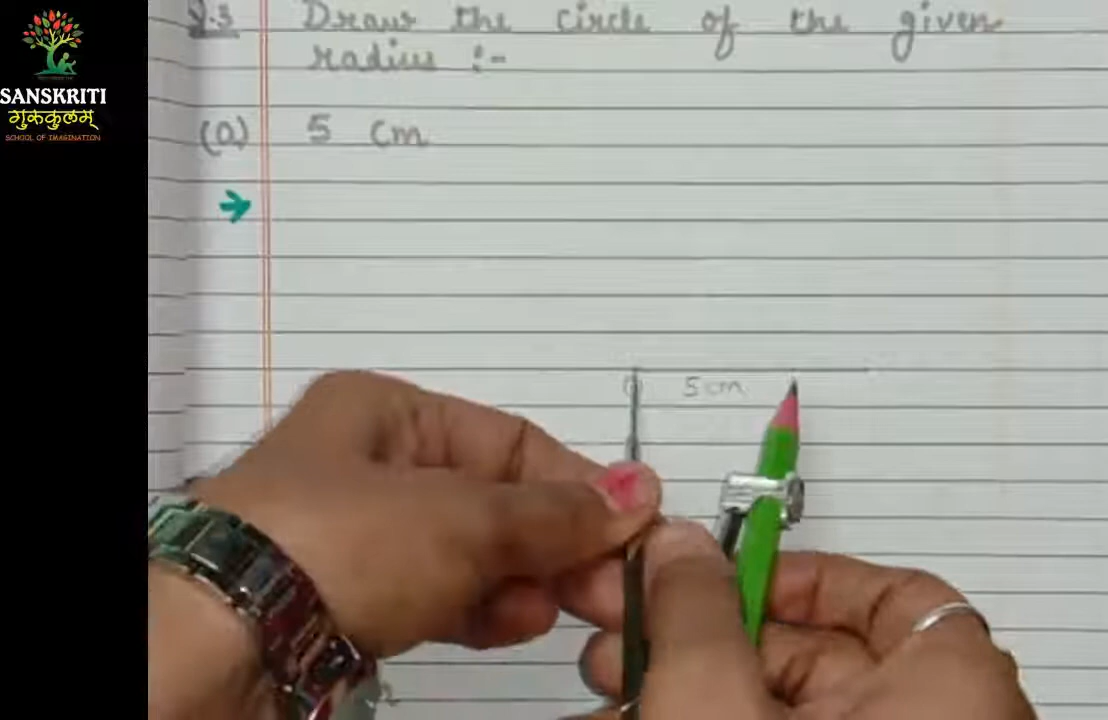 SANSKRITI
गुरुकुलम्
SCHOOL OF IMAGINATION
Q.3 Draw the circle of the given
radius :-
(a) 5 cm
→
5 cm